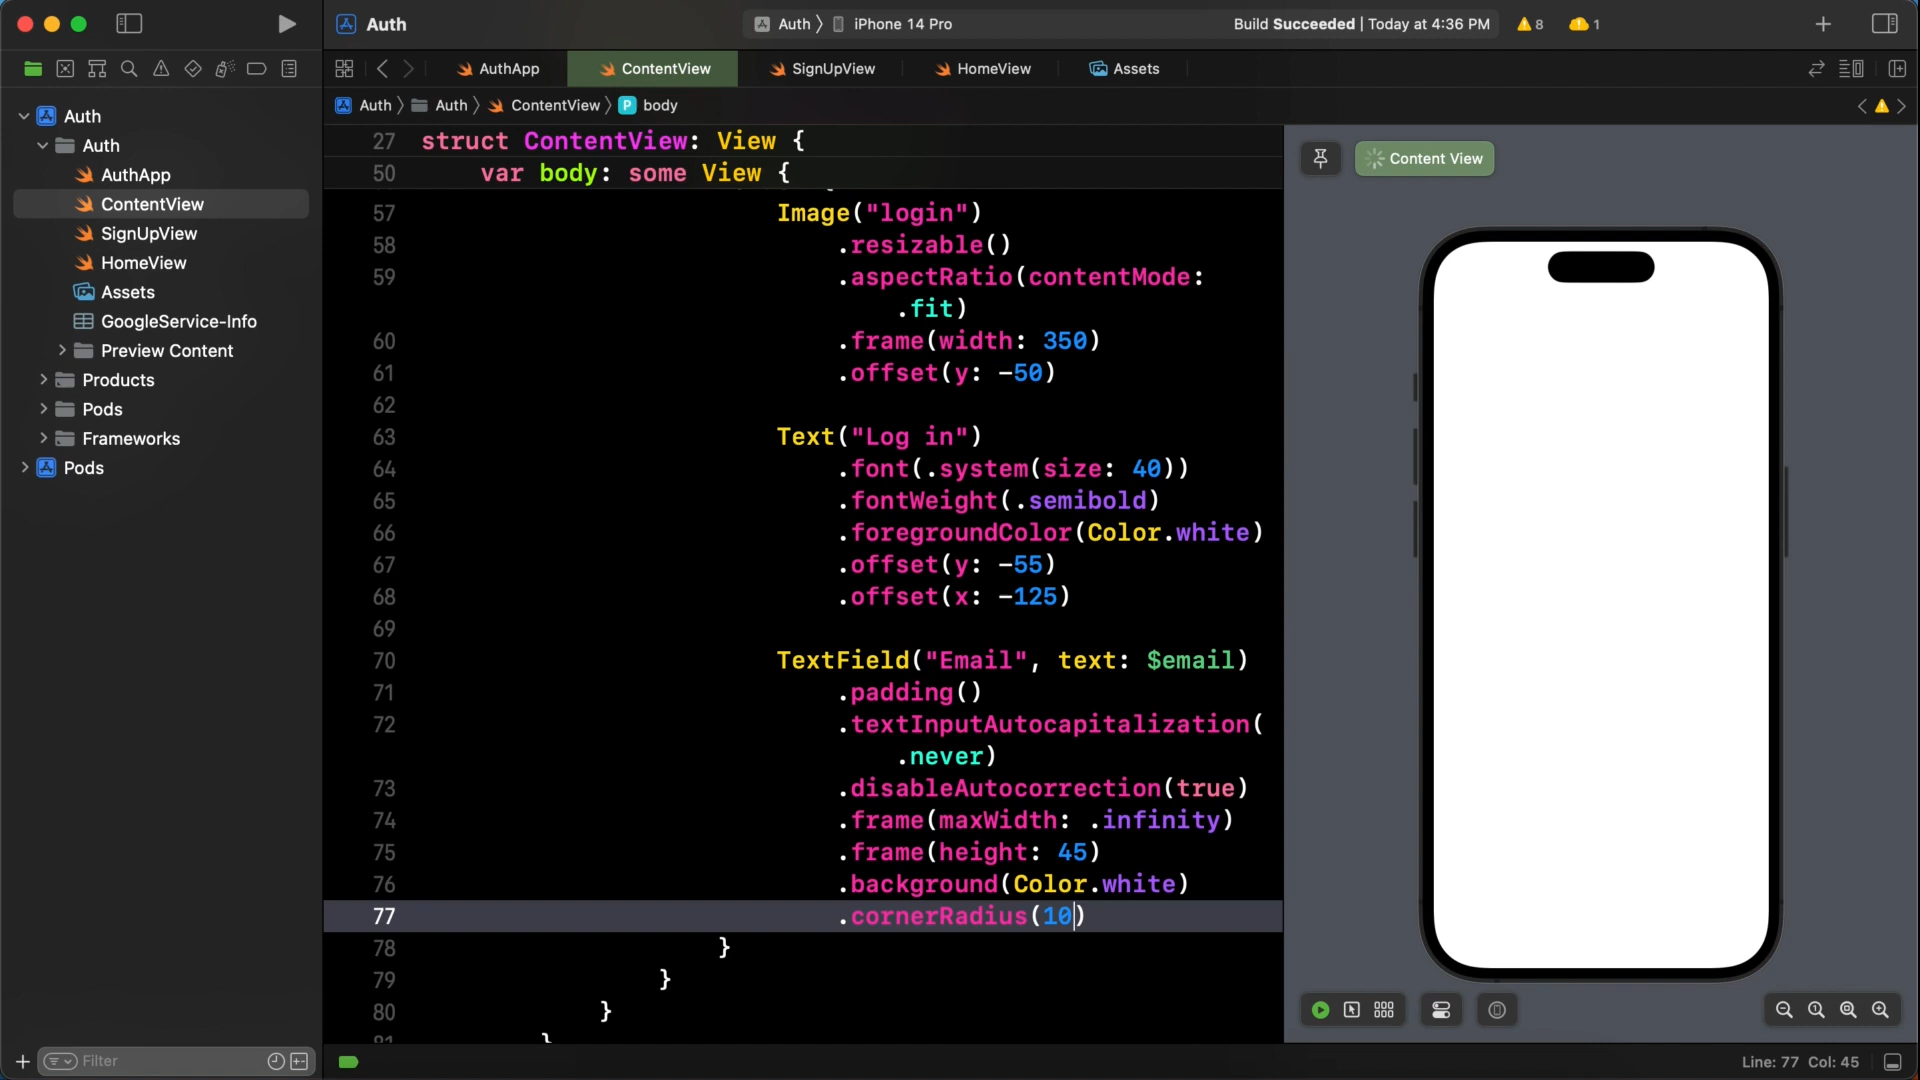 Auth
Auth
iPhone 14 Pro
Build Succeeded | Today at 4:36 PM
8
1
AuthApp
ContentView
SignUpView
HomeView
Assets
Auth
Auth
ContentView
P
body
Auth
Auth
AuthApp
ContentView
SignUpView
HomeView
Assets
GoogleService-Info
Preview Content
Products
Pods
Frameworks
Pods
27 struct ContentView: View {
50 var body: some View {
57 Image("login")
58 .resizable()
59 .aspectRatio(contentMode:
.fit)
60 .frame(width: 350)
61 .offset(y: -50)
62
63 Text("Log in")
64 .font(.system(size: 40))
65 .fontWeight(.semibold)
66 .foregroundColor(Color.white)
67 .offset(y: -55)
68 .offset(x: -125)
69
70 TextField("Email", text: $email)
71 .padding()
72 .textInputAutocapitalization(
.never)
73 .disableAutocorrection(true)
74 .frame(maxWidth: .infinity)
75 .frame(height: 45)
76 .background(Color.white)
77 .cornerRadius(10)
78 }
79 }
80 }
81 }
Content View
Filter
Line: 77 Col: 45